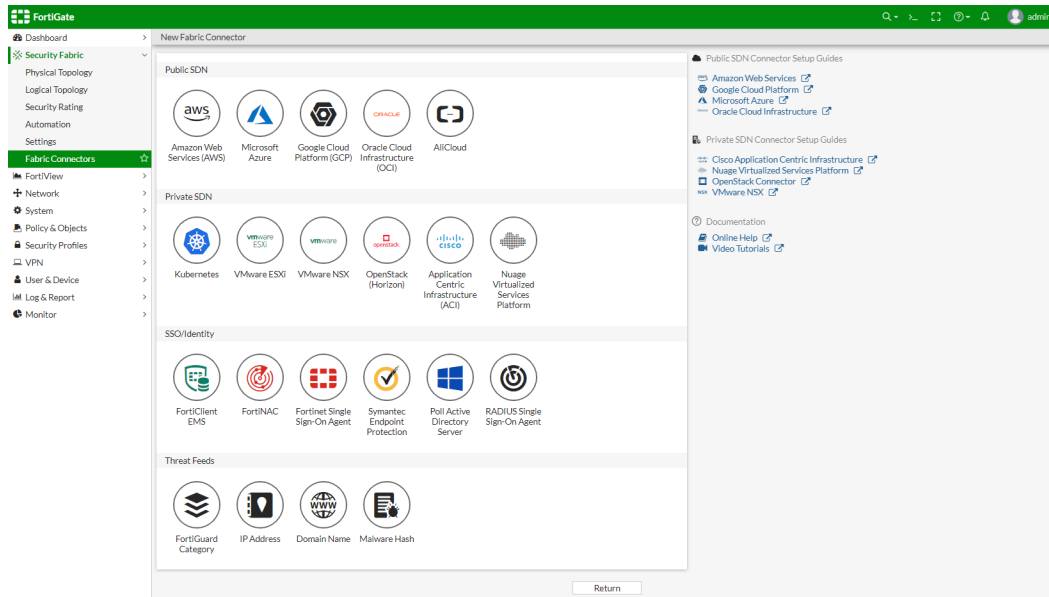 FortiGate
admin
Dashboard
Security Fabric
Physical Topology
Logical Topology
Security Rating
Automation
Settings
Fabric Connectors
FortiView
Network
System
Policy & Objects
Security Profiles
VPN
User & Device
Log & Report
Monitor
New Fabric Connector
Public SDN
aws
ORACLE
Amazon Web
Services (AWS)
Microsoft
Azure
Google Cloud
Platform (GCP)
Oracle Cloud
Infrastructure
(OCI)
AliCloud
Private SDN
vmware
ESXi
vmware
openstack
CISCO
Kubernetes
VMware ESXi
VMware NSX
OpenStack
(Horizon)
Application
Centric
Infrastructure
(ACI)
Nuage
Virtualized
Services
Platform
SSO/Identity
FortiClient
EMS
FortiNAC
Fortinet Single
Sign-On Agent
Symantec
Endpoint
Protection
Poll Active
Directory
Server
RADIUS Single
Sign-On Agent
Threat Feeds
WWW
FortiGuard
Category
IP Address
Domain Name
Malware Hash
Return
Public SDN Connector Setup Guides
Amazon Web Services
Google Cloud Platform
Microsoft Azure
Oracle Cloud Infrastructure
Private SDN Connector Setup Guides
Cisco Application Centric Infrastructure
Nuage Virtualized Services Platform
OpenStack Connector
NSX VMware NSX
Documentation
Online Help
Video Tutorials